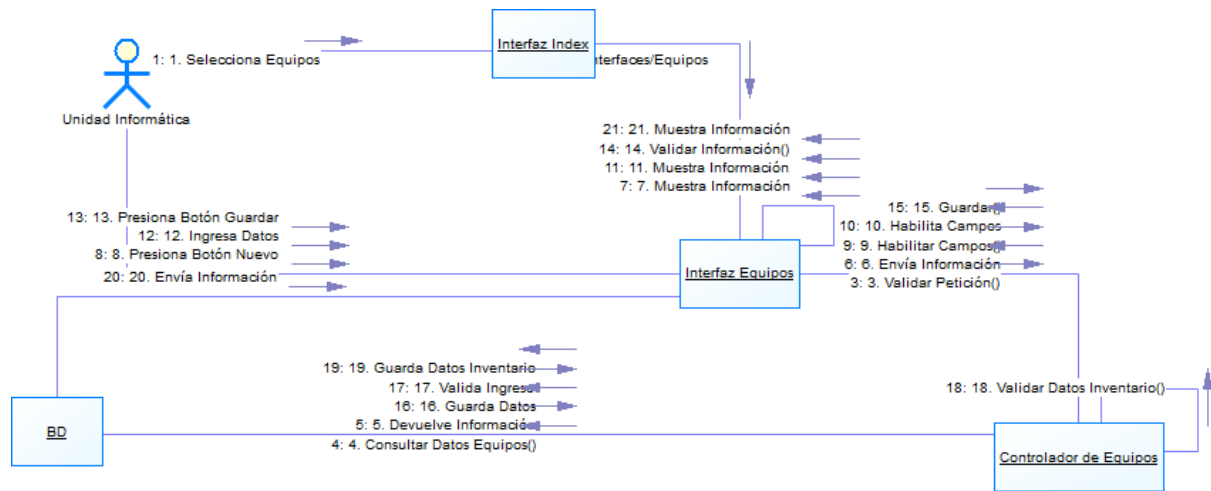 Interfaz Index
1: 1. Selecciona Equipos
nterfaces/Equipos
Unidad Informática
21: 21. Muestra Información
14: 14. Validar Información()
11: 11. Muestra Información
7: 7. Muestra Información
13: 13. Presiona Botón Guardar
12: 12. Ingresa Datos
8: 8. Presiona Botón Nuevo
20: 20. Envía Información
Interfaz Equipos
15: 15. Guardar()
10: 10. Habilita Campos
9: 9. Habilitar Campos()
6: 6. Envía Información
3: 3. Validar Petición()
19: 19. Guarda Datos Inventario
17: 17. Valida Ingreso
16: 16. Guarda Datos
5: 5. Devuelve Información
4: 4. Consultar Datos Equipos()
18: 18. Validar Datos Inventario()
BD
Controlador de Equipos